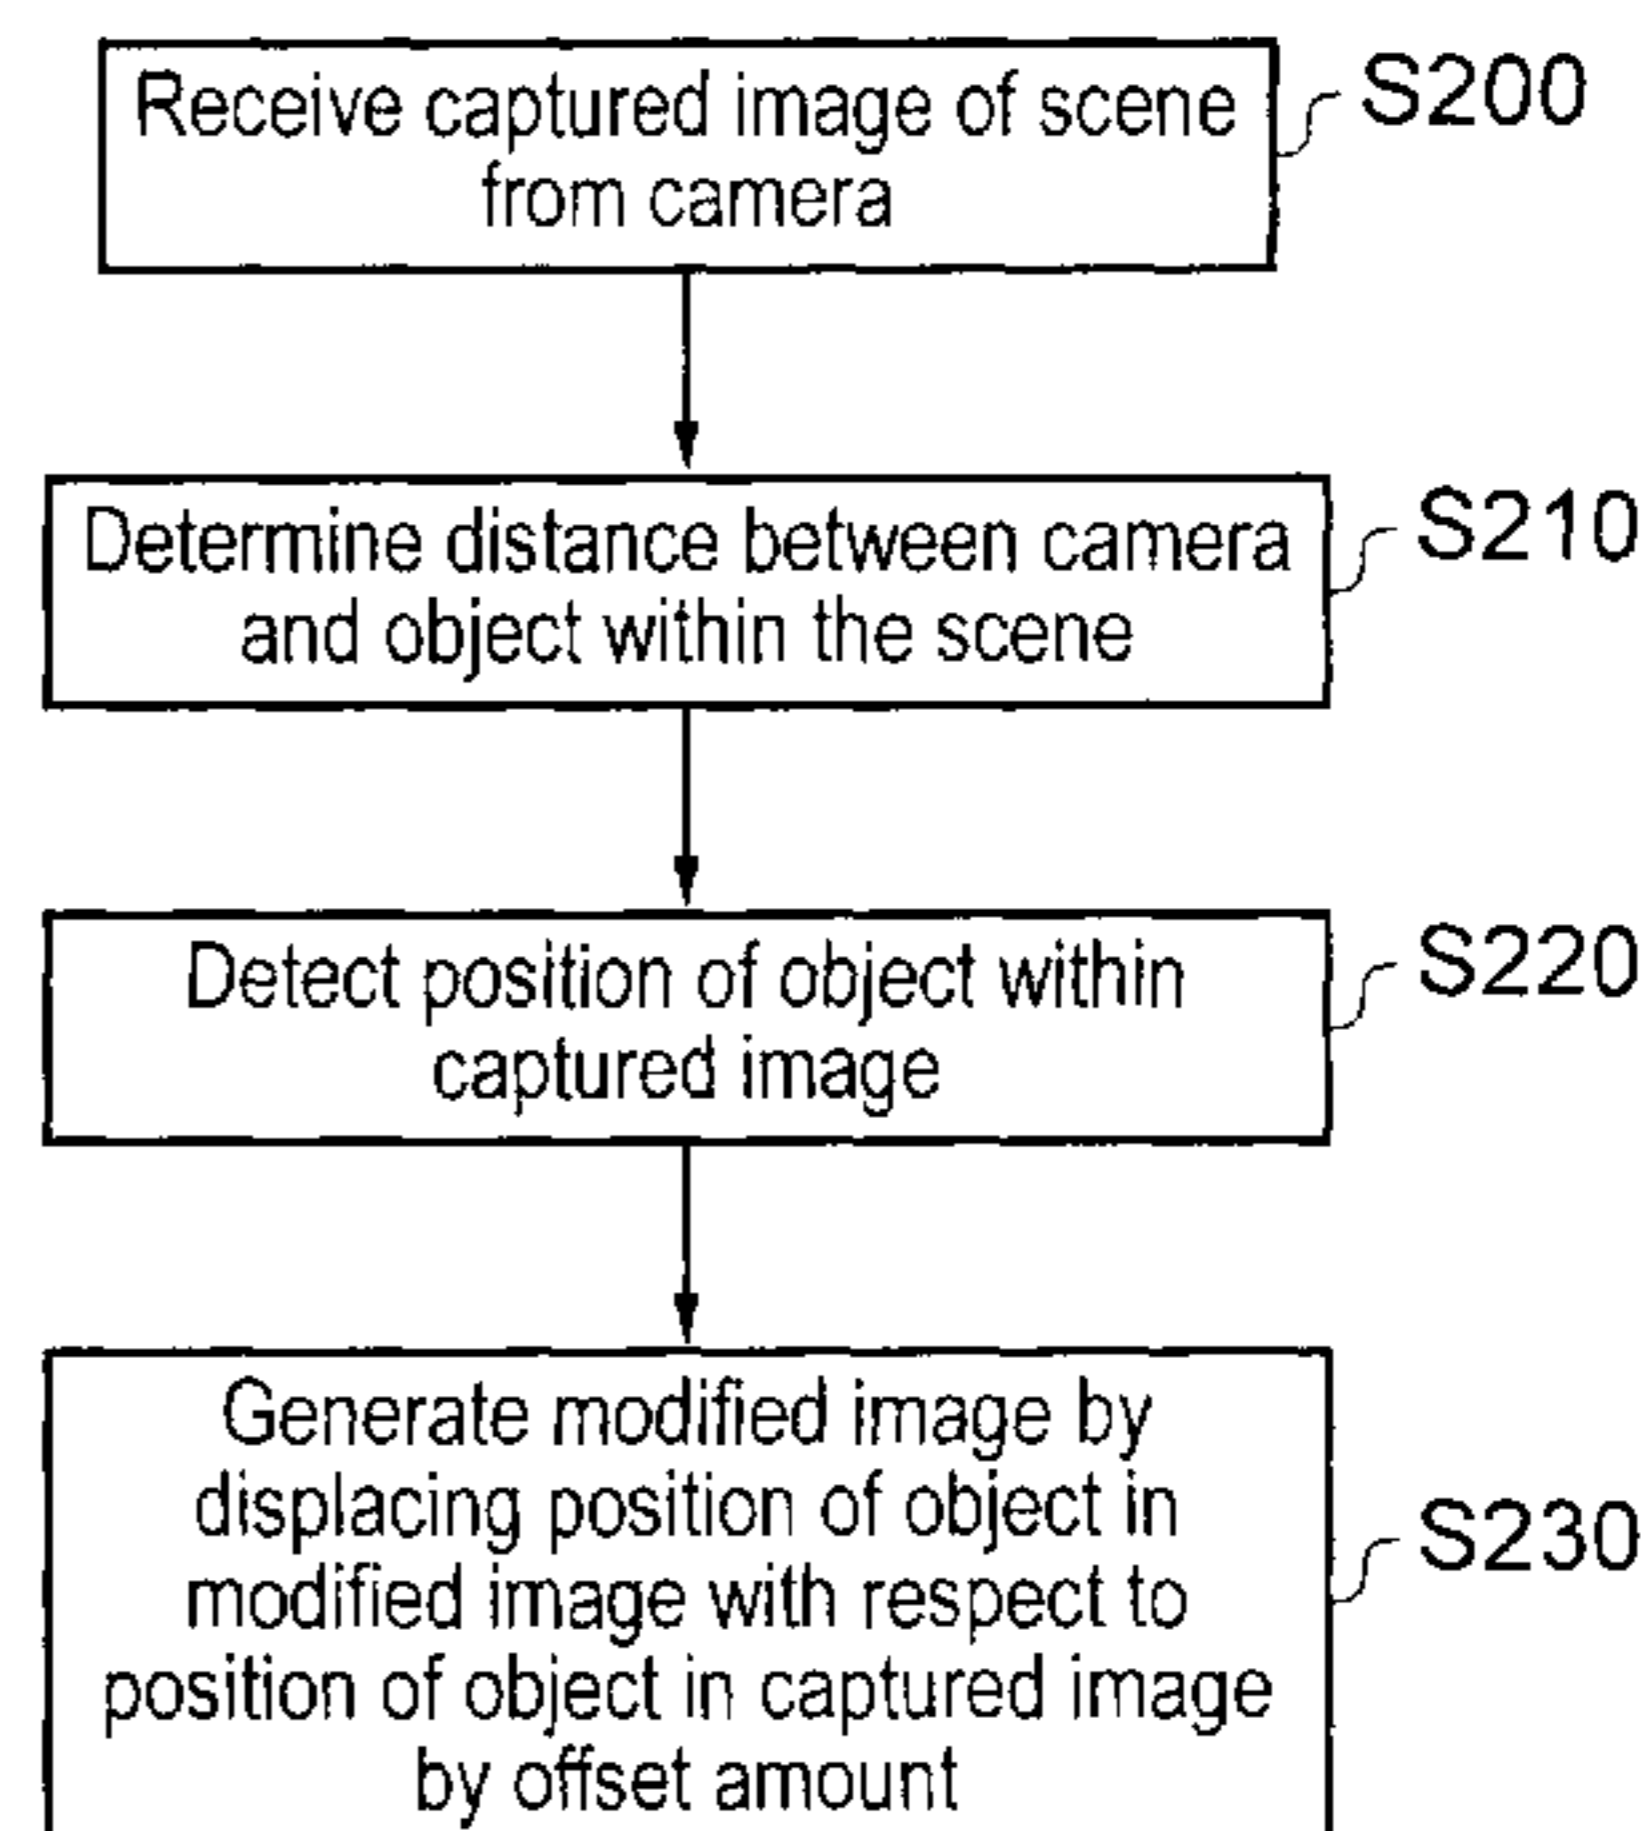 Receive captured image of scene
from camera
S200
Determine distance between camera
and object within the scene
S210
Detect position of object within
captured image
S220
Generate modified image by
displacing position of object in
modified image with respect to
position of object in captured image
by offset amount
S230